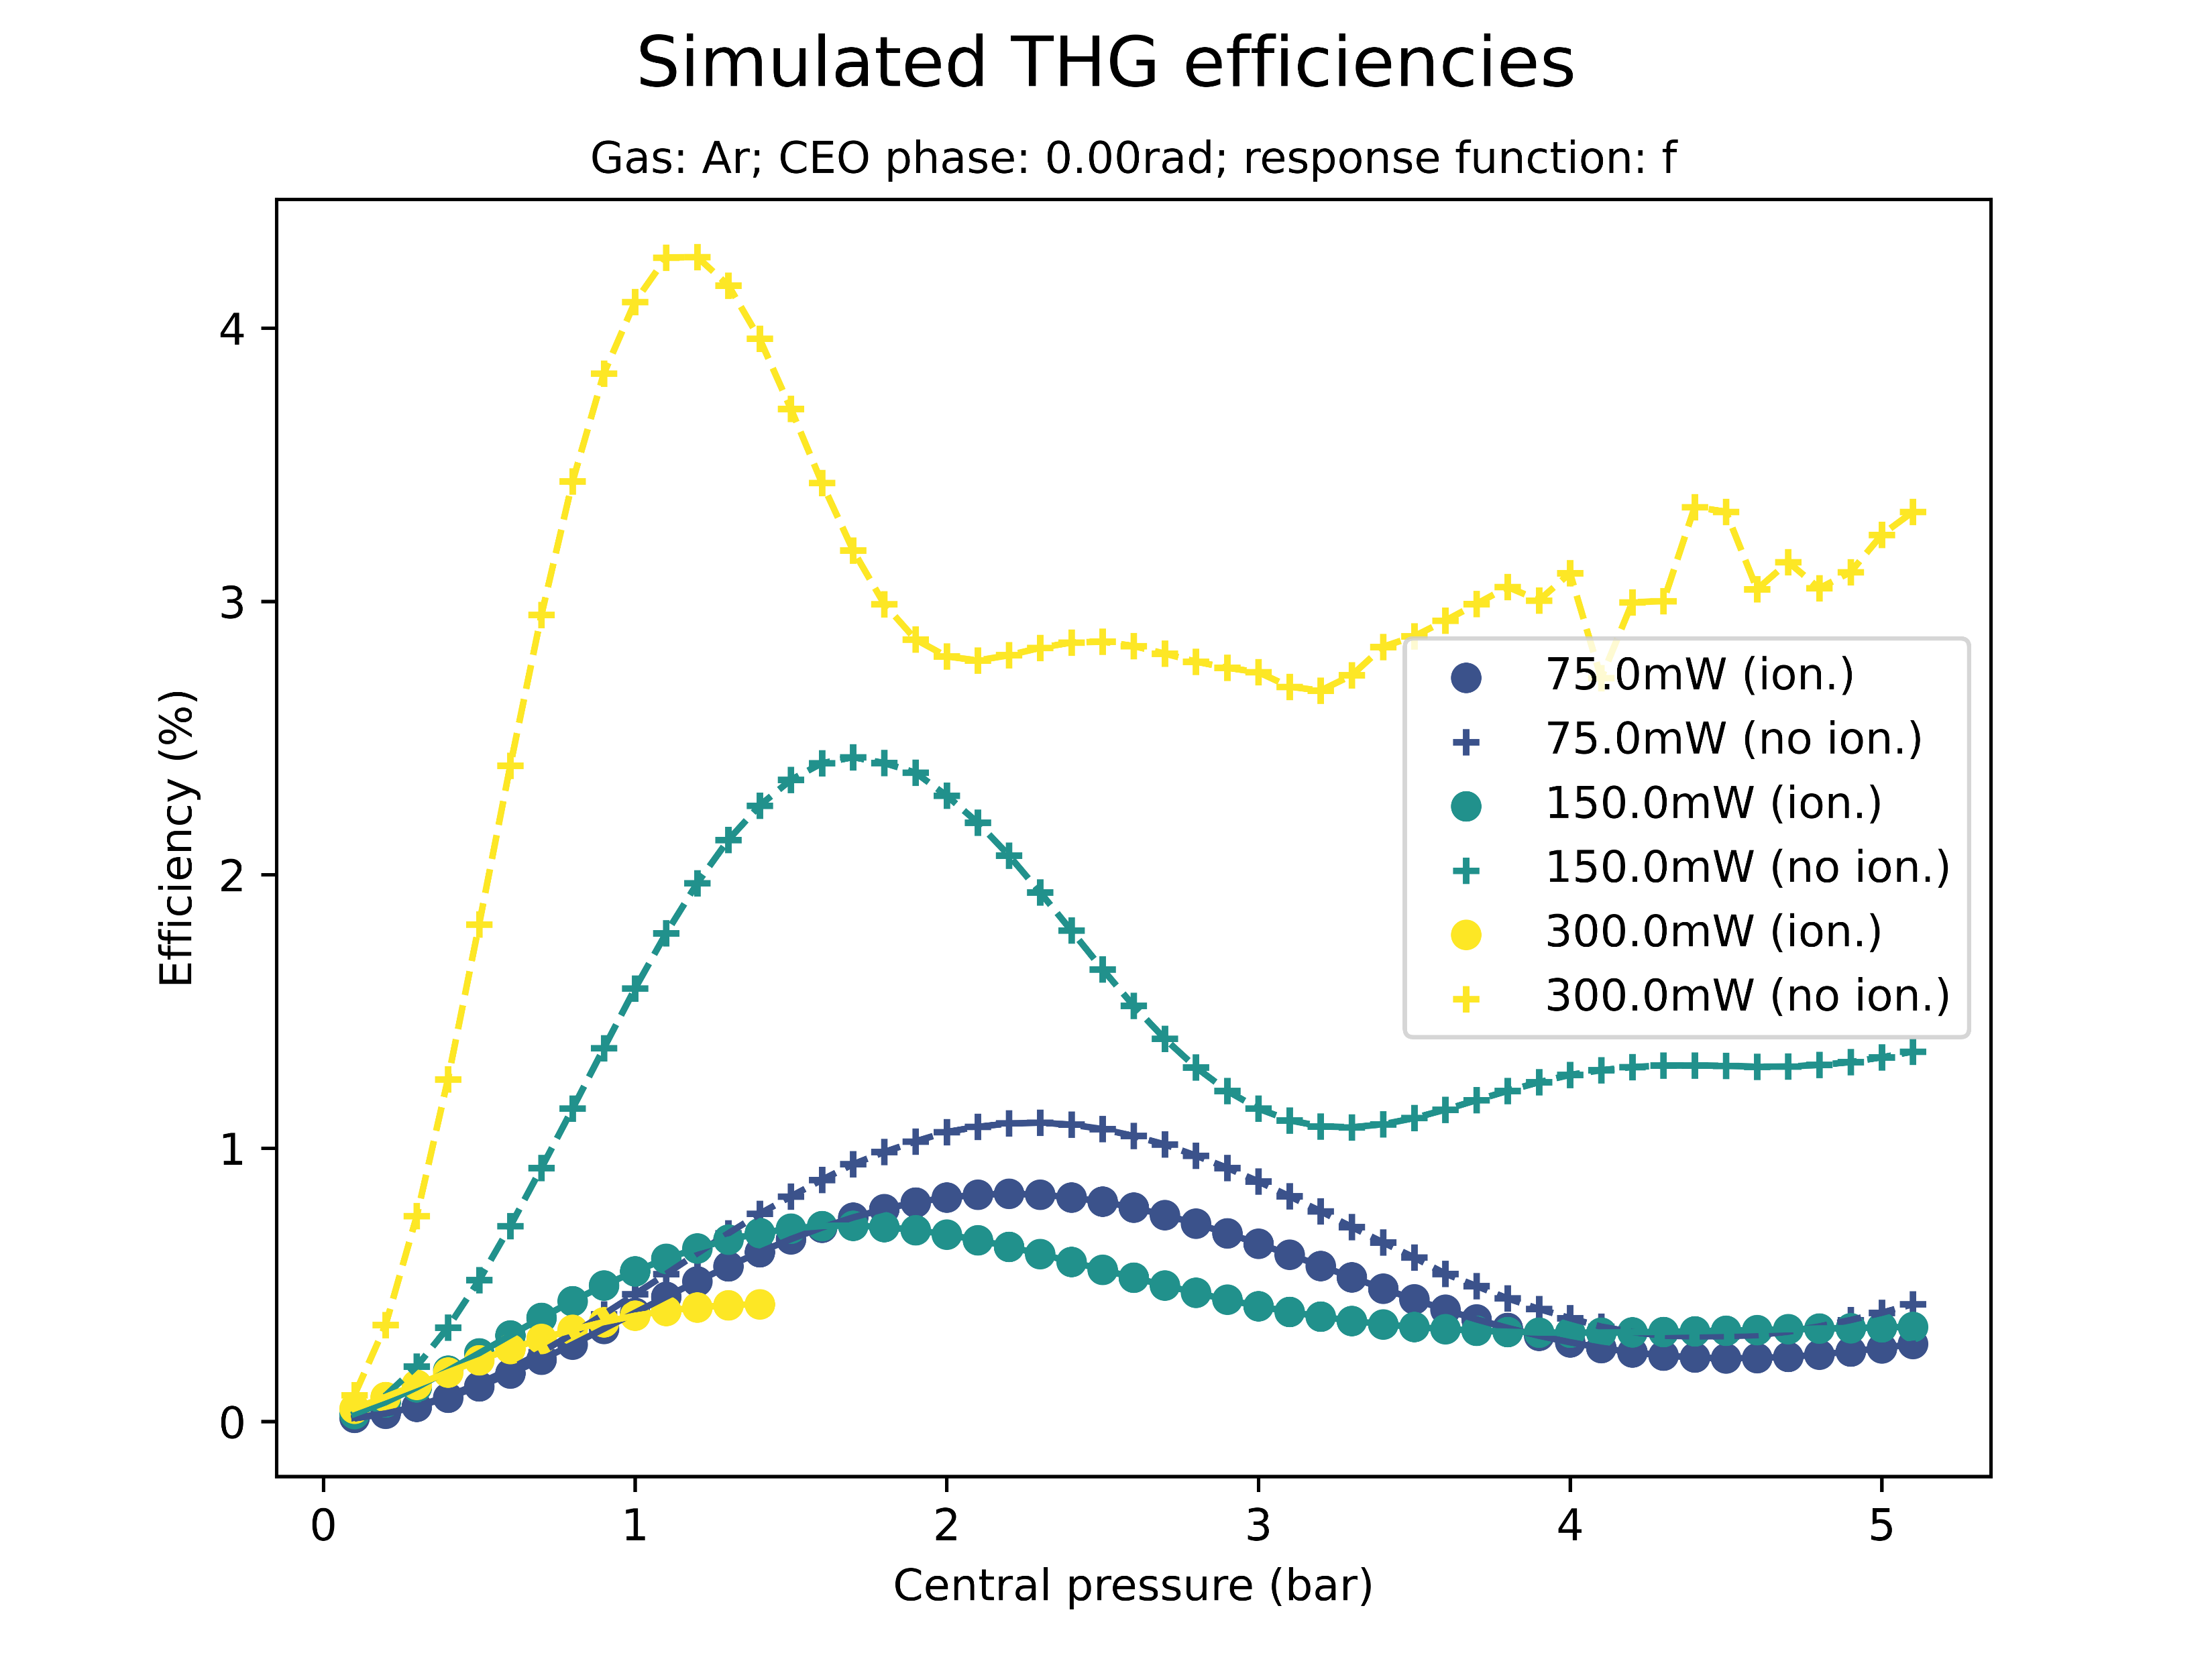 Simulated THG efficiencies
Gas: Ar; CEO phase: 0.00rad; response function: f
Efficiency (%)
4
3
2
1
0
75.0mW (ion.)
75.0mW (no ion.)
150.0mW (ion.)
150.0mW (no ion.)
300.0mW (ion.)
300.0mW (no ion.)
0 1 2 3 4 5
Central pressure (bar)